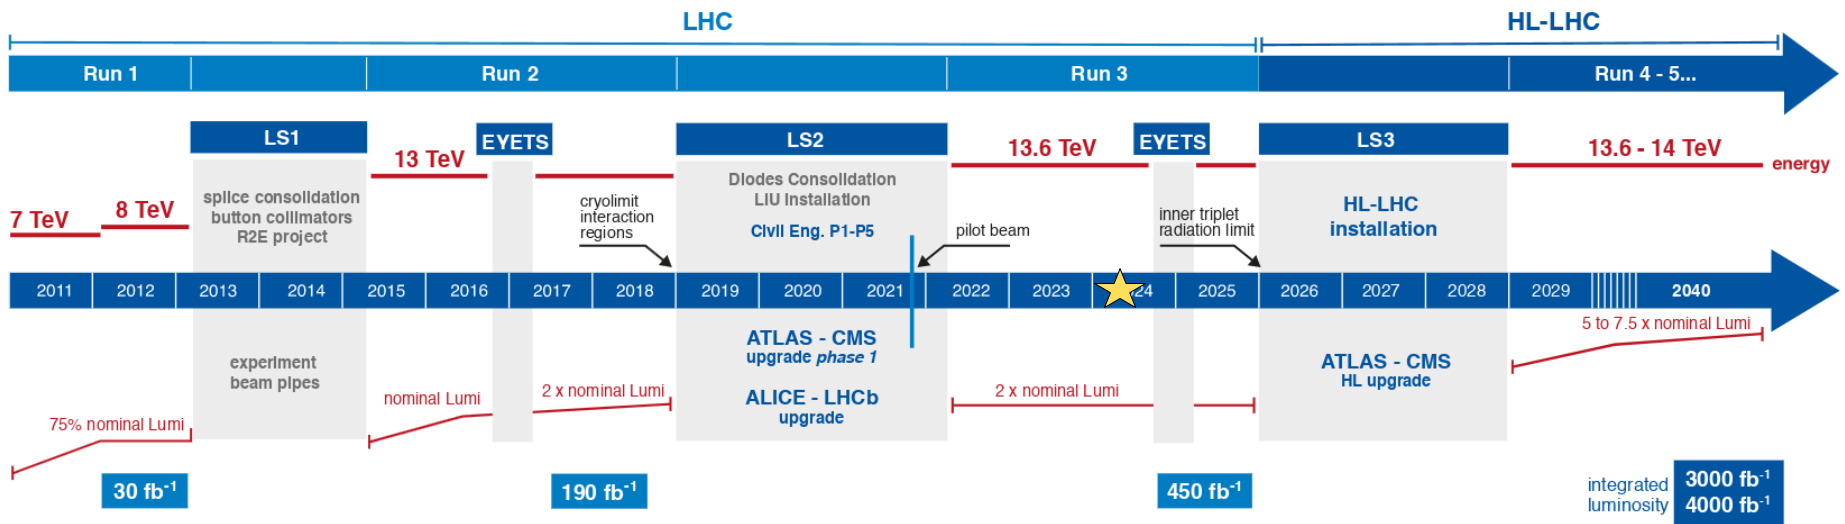 LHC
HL-LHC
Run 1
Run 2
Run 3
Run 4 - 5...
LS1
EYETS
LS2
EYETS
LS3
7 TeV
8 TeV
13 TeV
13.6 TeV
13.6 - 14 TeV
energy
splice consolidation
button collimators
R2E project
cryolimit
interaction
regions
Diodes Consolidation
LIU Installation
Civil Eng. P1-P5
pilot beam
inner triplet
radiation limit
HL-LHC
installation
2011
2012
2013
2014
2015
2016
2017
2018
2019
2020
2021
2022
2023
24
2025
2026
2027
2028
2029
2040
experiment
beam pipes
75% nominal Lumi
nominal Lumi
2 x nominal Lumi
ATLAS - CMS
upgrade phase 1
ALICE - LHCb
upgrade
2 x nominal Lumi
ATLAS - CMS
HL upgrade
5 to 7.5 x nominal Lumi
30 fb⁻¹
190 fb⁻¹
450 fb⁻¹
integrated
luminosity
3000 fb⁻¹
4000 fb⁻¹